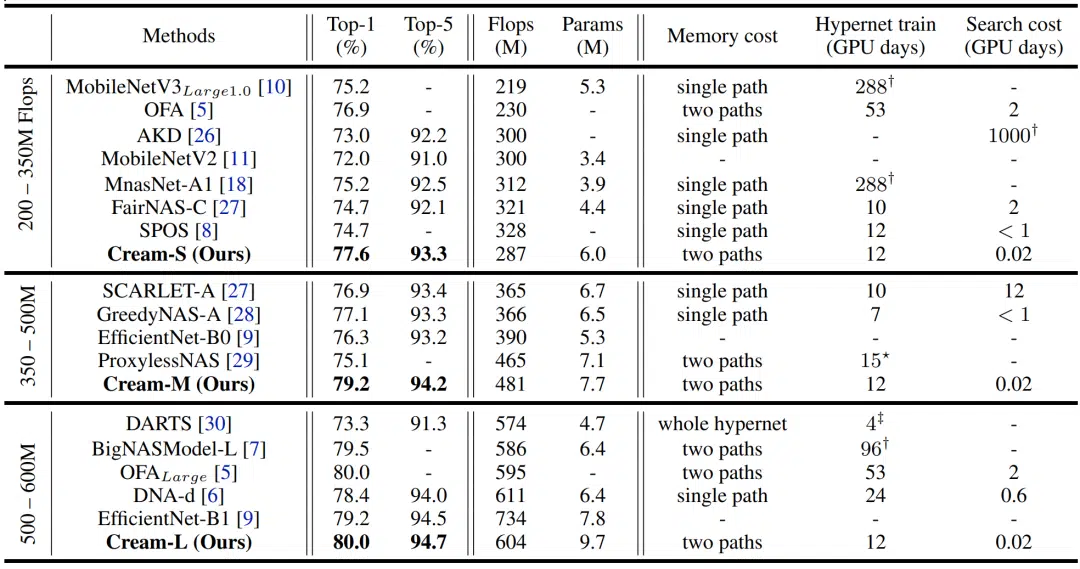 Methods Top-1 (%) Top-5 (%) Flops (M) Params (M) Memory cost Hypernet train (GPU days) Search cost (GPU days)
200 – 350M Flops
MobileNetV3Large1.0 [10] 75.2 - 219 5.3 single path 288† -
OFA [5] 76.9 - 230 - two paths 53 2
AKD [26] 73.0 92.2 300 - single path - 1000†
MobileNetV2 [11] 72.0 91.0 300 3.4 - - -
MnasNet-A1 [18] 75.2 92.5 312 3.9 single path 288† -
FairNAS-C [27] 74.7 92.1 321 4.4 single path 10 2
SPOS [8] 74.7 - 328 - single path 12 < 1
Cream-S (Ours) 77.6 93.3 287 6.0 two paths 12 0.02
350 – 500M
SCARLET-A [27] 76.9 93.4 365 6.7 single path 10 12
GreedyNAS-A [28] 77.1 93.3 366 6.5 single path 7 < 1
EfficientNet-B0 [9] 76.3 93.2 390 5.3 - - -
ProxylessNAS [29] 75.1 - 465 7.1 two paths 15⋆ -
Cream-M (Ours) 79.2 94.2 481 7.7 two paths 12 0.02
500 – 600M
DARTS [30] 73.3 91.3 574 4.7 whole hypernet 4‡ -
BigNASModel-L [7] 79.5 - 586 6.4 two paths 96† -
OFALarge [5] 80.0 - 595 - two paths 53 2
DNA-d [6] 78.4 94.0 611 6.4 single path 24 0.6
EfficientNet-B1 [9] 79.2 94.5 734 7.8 - - -
Cream-L (Ours) 80.0 94.7 604 9.7 two paths 12 0.02